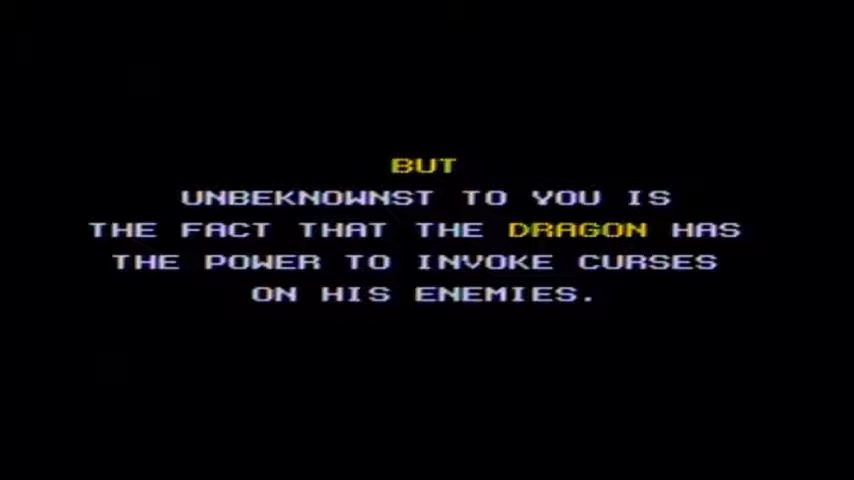 BUT
UNBEKNOWNST TO YOU IS
THE FACT THAT THE DRAGON HAS
THE POWER TO INVOKE CURSES
ON HIS ENEMIES.